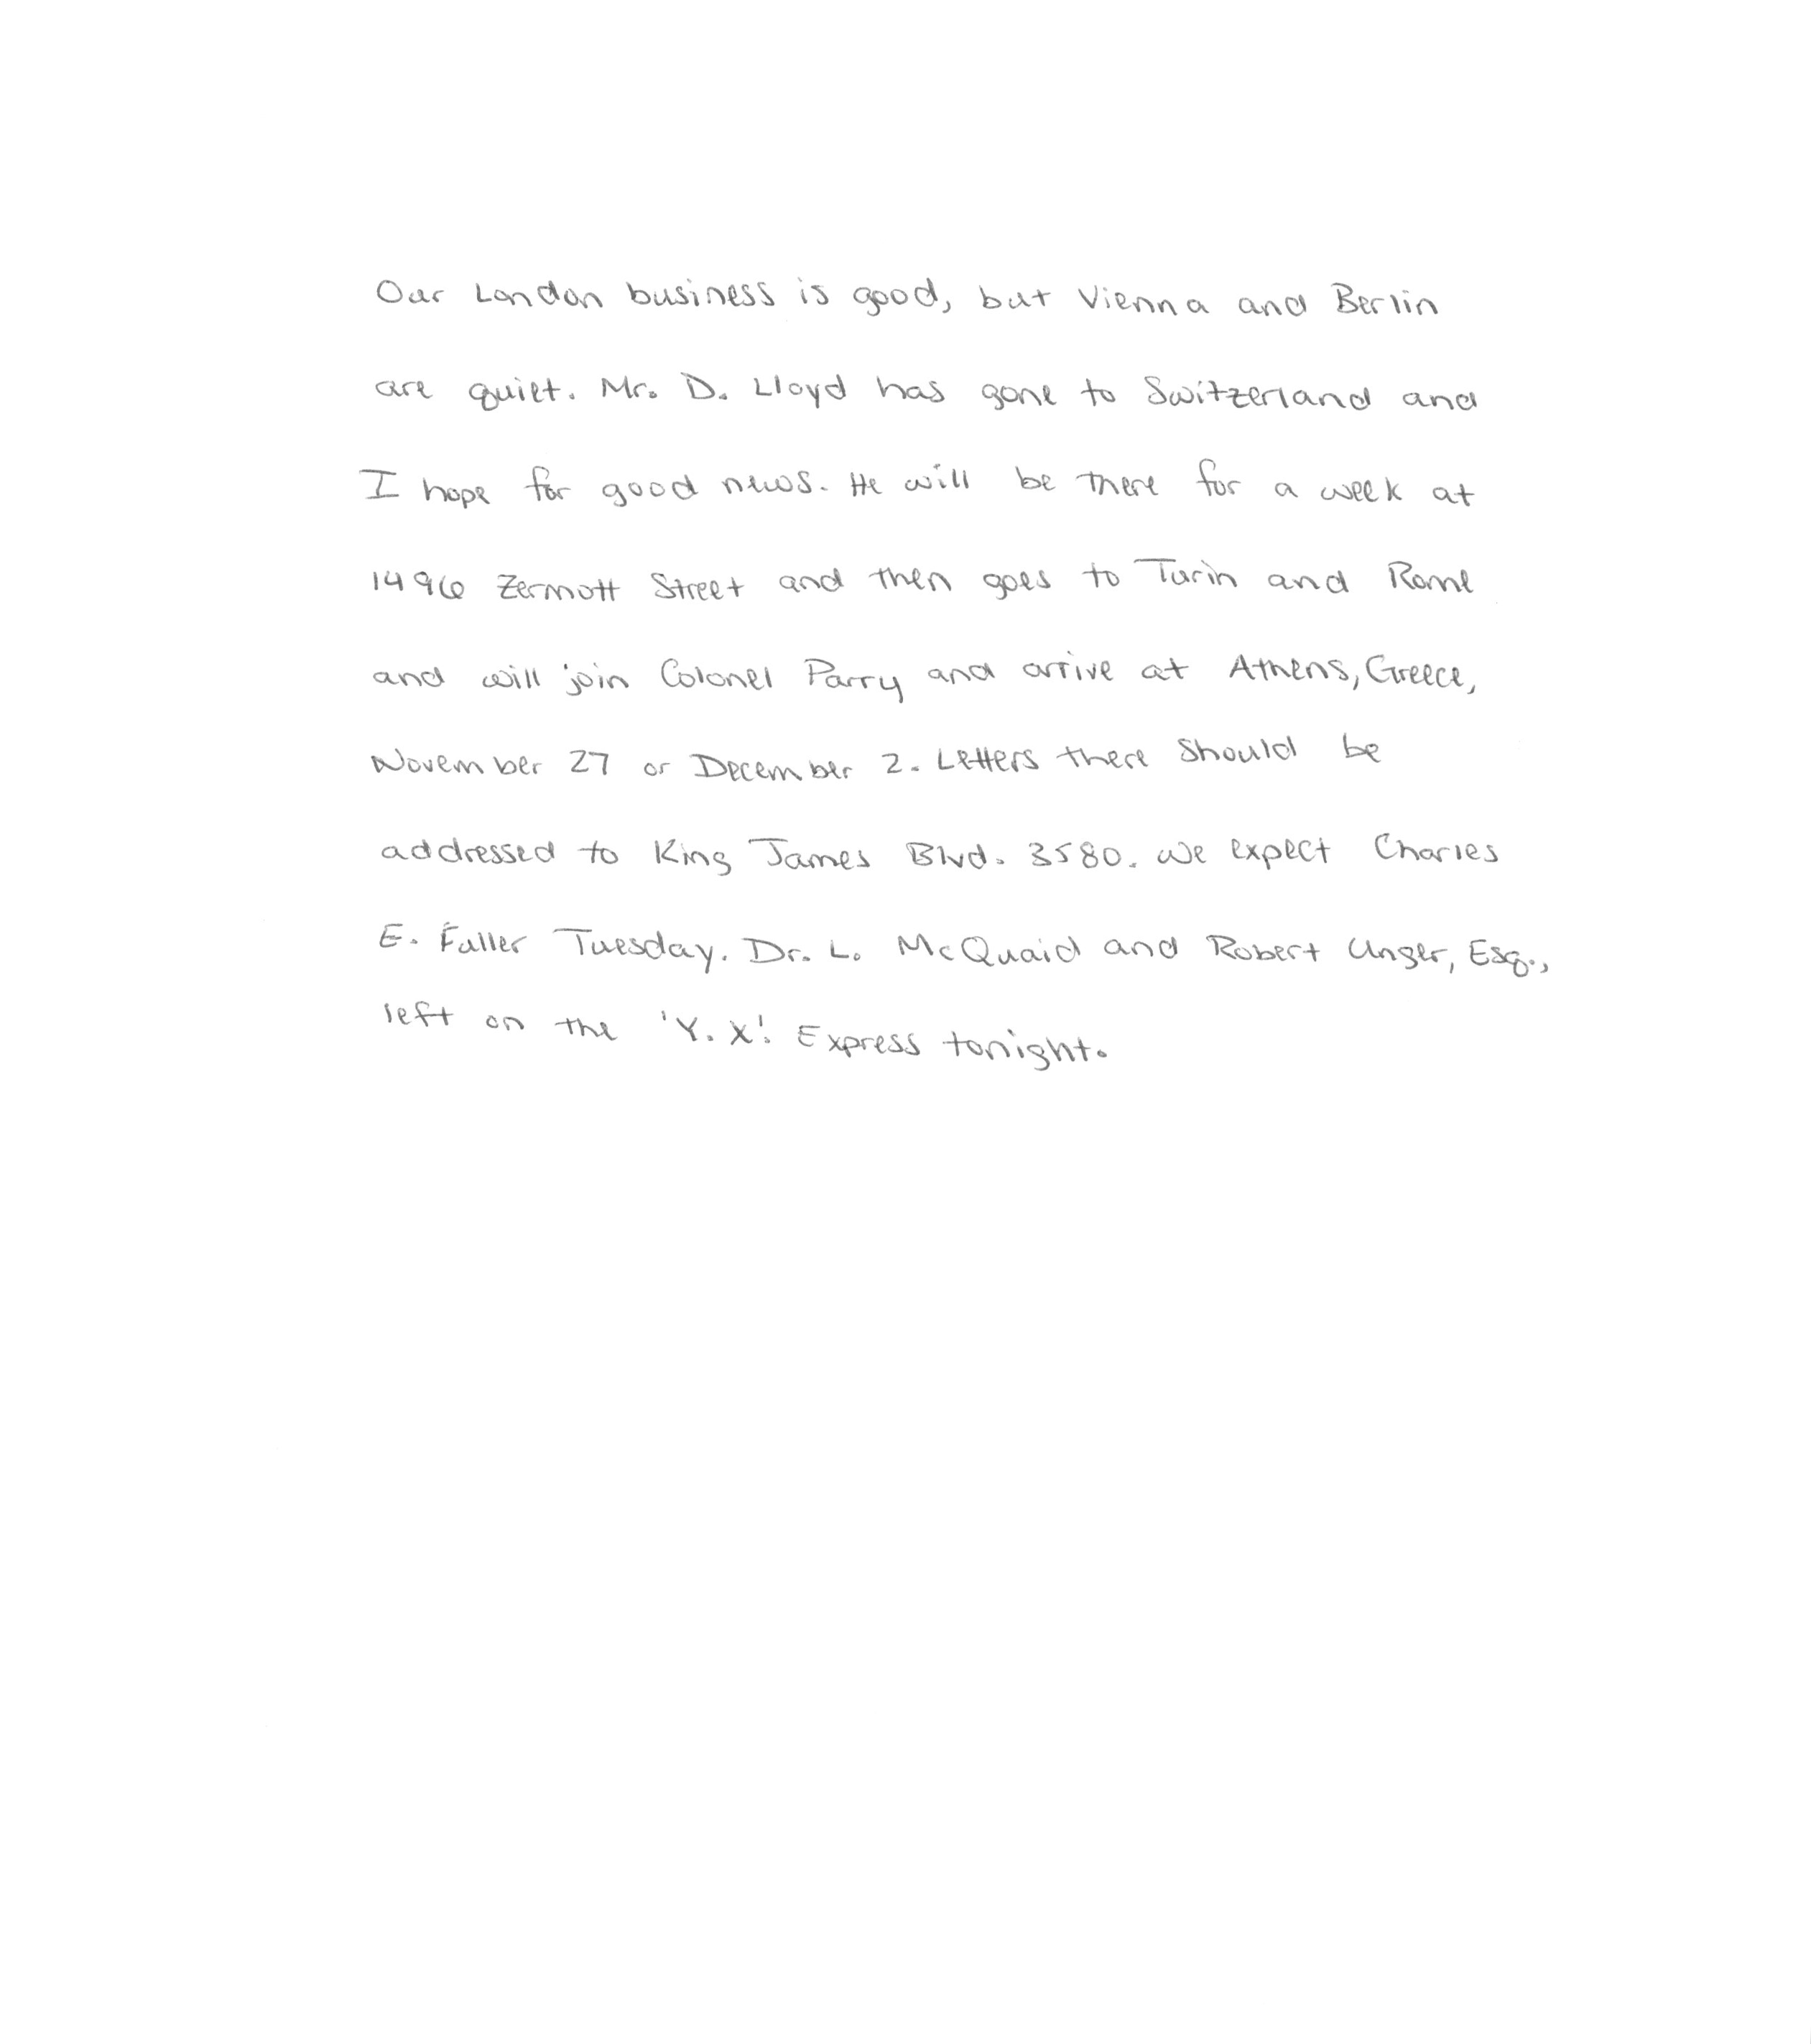 Our London business is good, but Vienna and Berlin
are quiet. Mr. D. Lloyd has gone to Switzerland and
I hope for good news. He will be there for a week at
1496 Zermott Street and then goes to Turin and Rome
and will join Colonel Parry and arrive at Athens, Greece,
November 27 or December 2. Letters there should be
addressed to King James Blvd. 3580. We expect Charles
E. Fuller Tuesday. Dr. L. McQuaid and Robert Unger, Esq.,
left on the 'Y.X'. Express tonight.